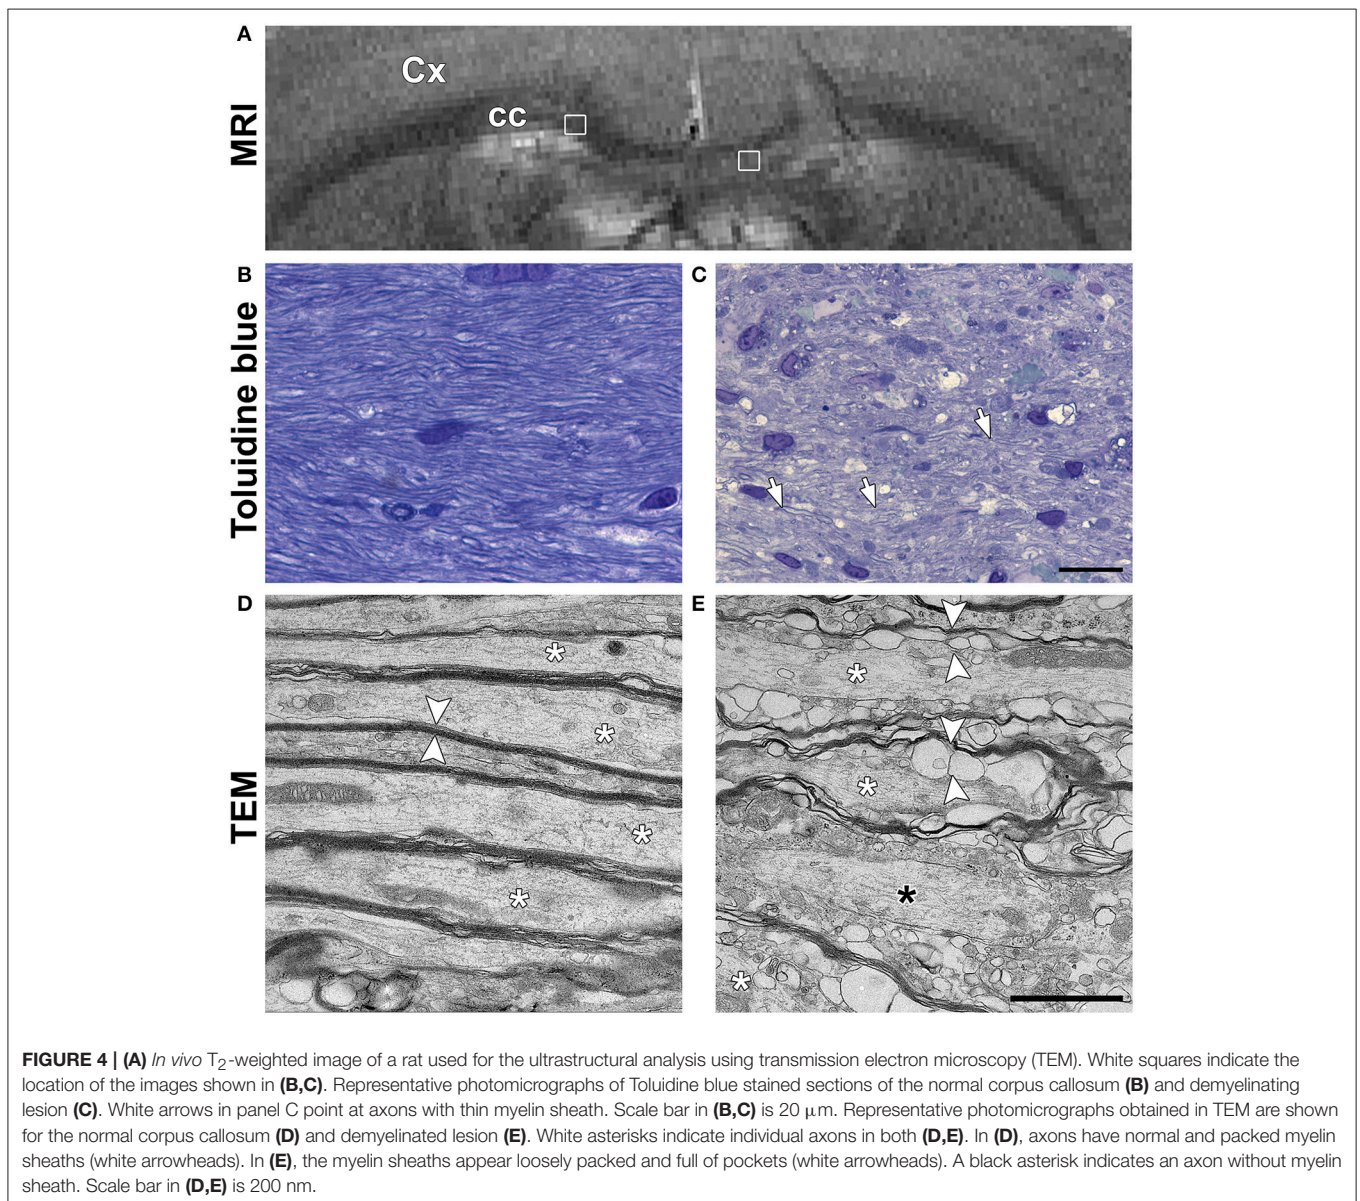 A
Cx
cc
MRI
B
C
Toluidine blue
D
E
TEM
FIGURE 4 | (A) In vivo T2-weighted image of a rat used for the ultrastructural analysis using transmission electron microscopy (TEM). White squares indicate the
location of the images shown in (B,C). Representative photomicrographs of Toluidine blue stained sections of the normal corpus callosum (B) and demyelinating
lesion (C). White arrows in panel C point at axons with thin myelin sheath. Scale bar in (B,C) is 20 μm. Representative photomicrographs obtained in TEM are shown
for the normal corpus callosum (D) and demyelinated lesion (E). White asterisks indicate individual axons in both (D,E). In (D), axons have normal and packed myelin
sheaths (white arrowheads). In (E), the myelin sheaths appear loosely packed and full of pockets (white arrowheads). A black asterisk indicates an axon without myelin
sheath. Scale bar in (D,E) is 200 nm.